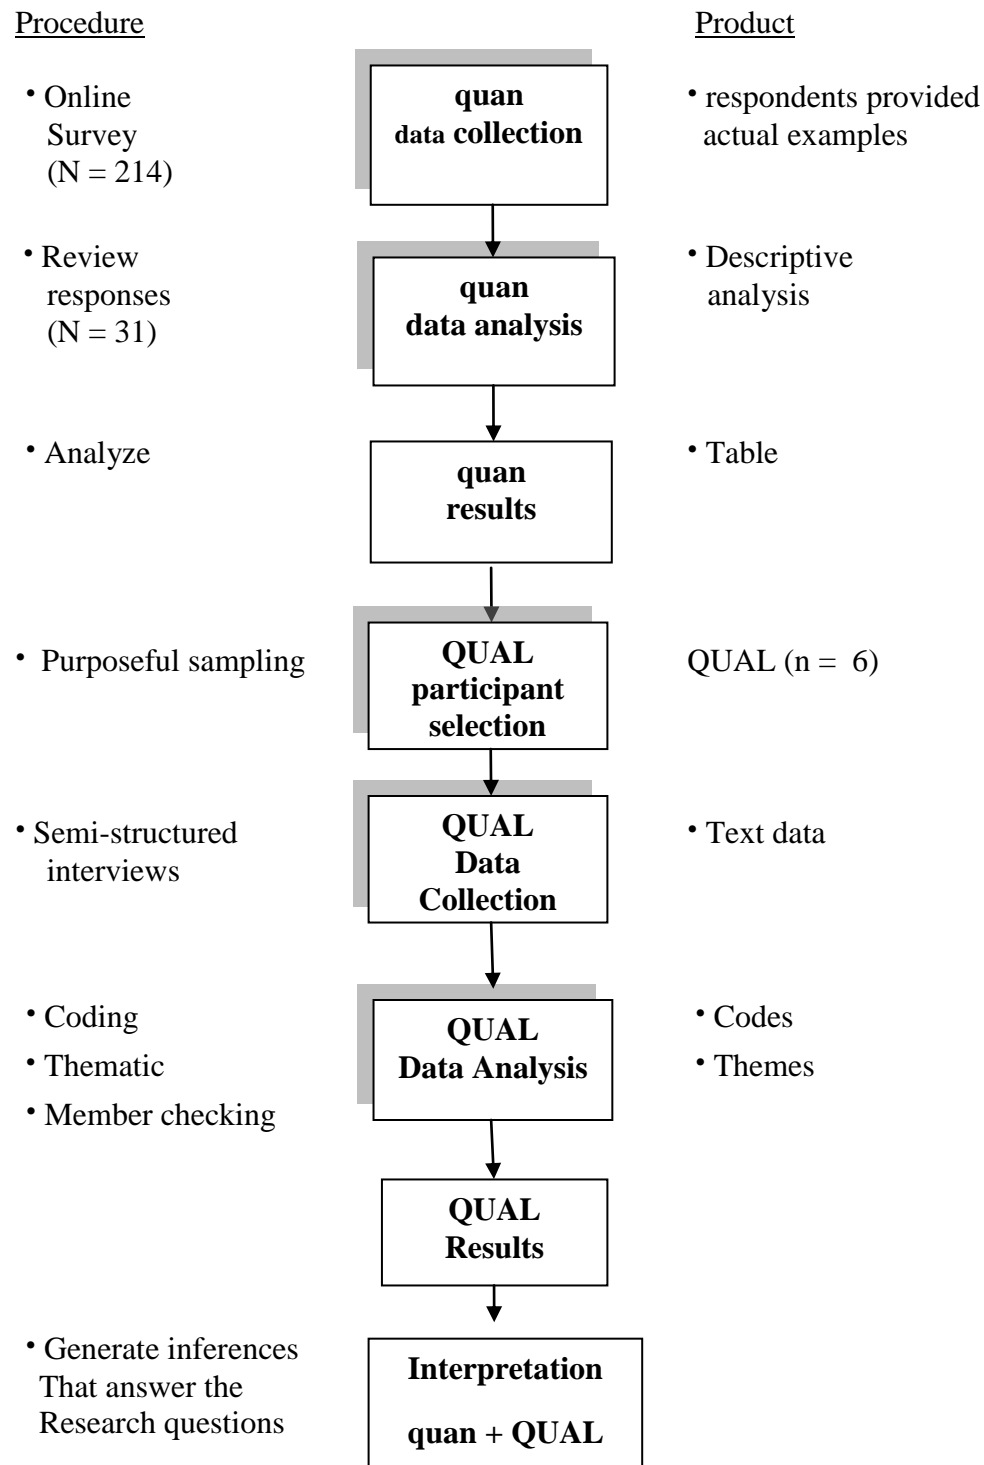 Procedure
Product
• Online
Survey
(N = 214)
quan
data collection
• respondents provided
actual examples
• Review
responses
(N = 31)
quan
data analysis
• Descriptive
analysis
• Analyze
quan
results
• Table
• Purposeful sampling
QUAL
participant
selection
QUAL (n = 6)
• Semi-structured
interviews
QUAL
Data
Collection
• Text data
• Coding
• Thematic
• Member checking
QUAL
Data Analysis
• Codes
• Themes
QUAL
Results
• Generate inferences
That answer the
Research questions
Interpretation
quan + QUAL